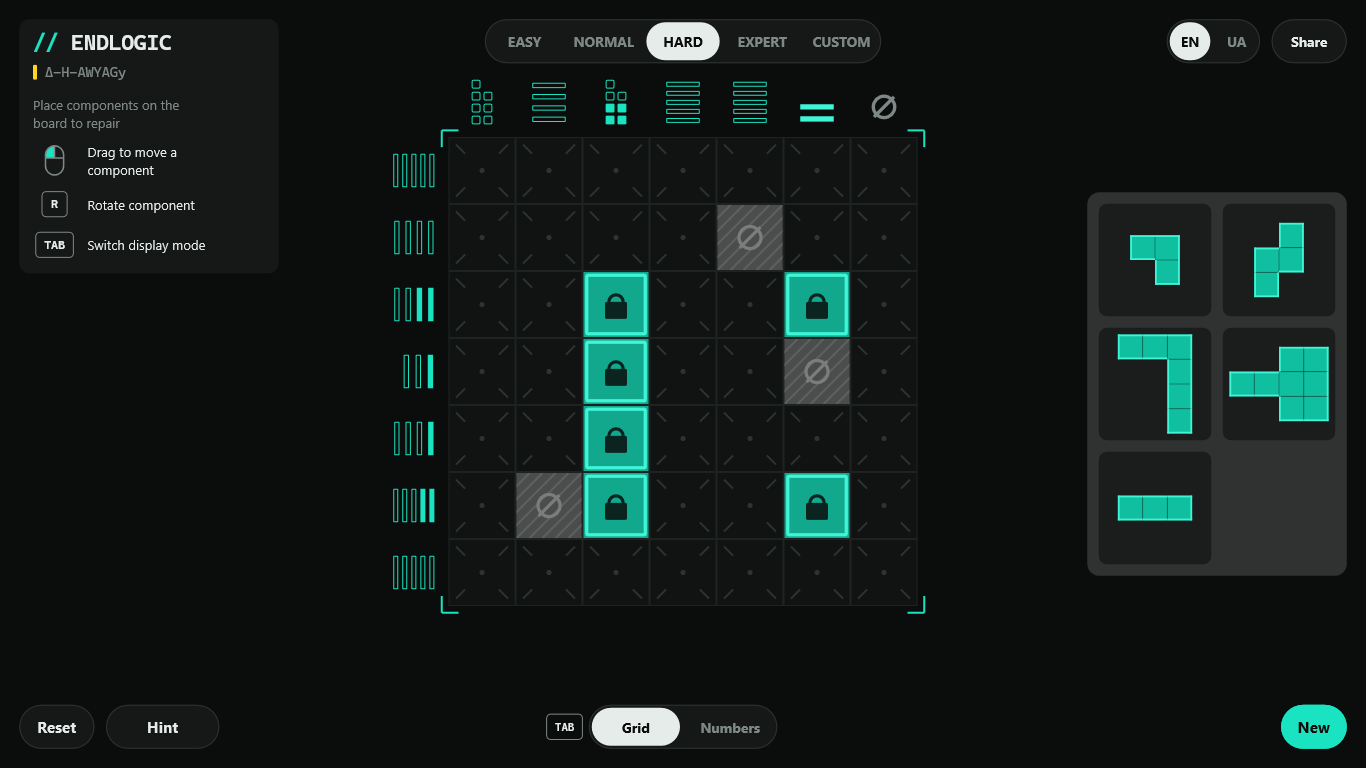 // ENDLOGIC
Δ–H–AWYAGy
Place components on the
board to repair
Drag to move a
component
R
Rotate component
TAB
Switch display mode
EASY
NORMAL
HARD
EXPERT
CUSTOM
EN
UA
Share
Reset
Hint
TAB
Grid
Numbers
New